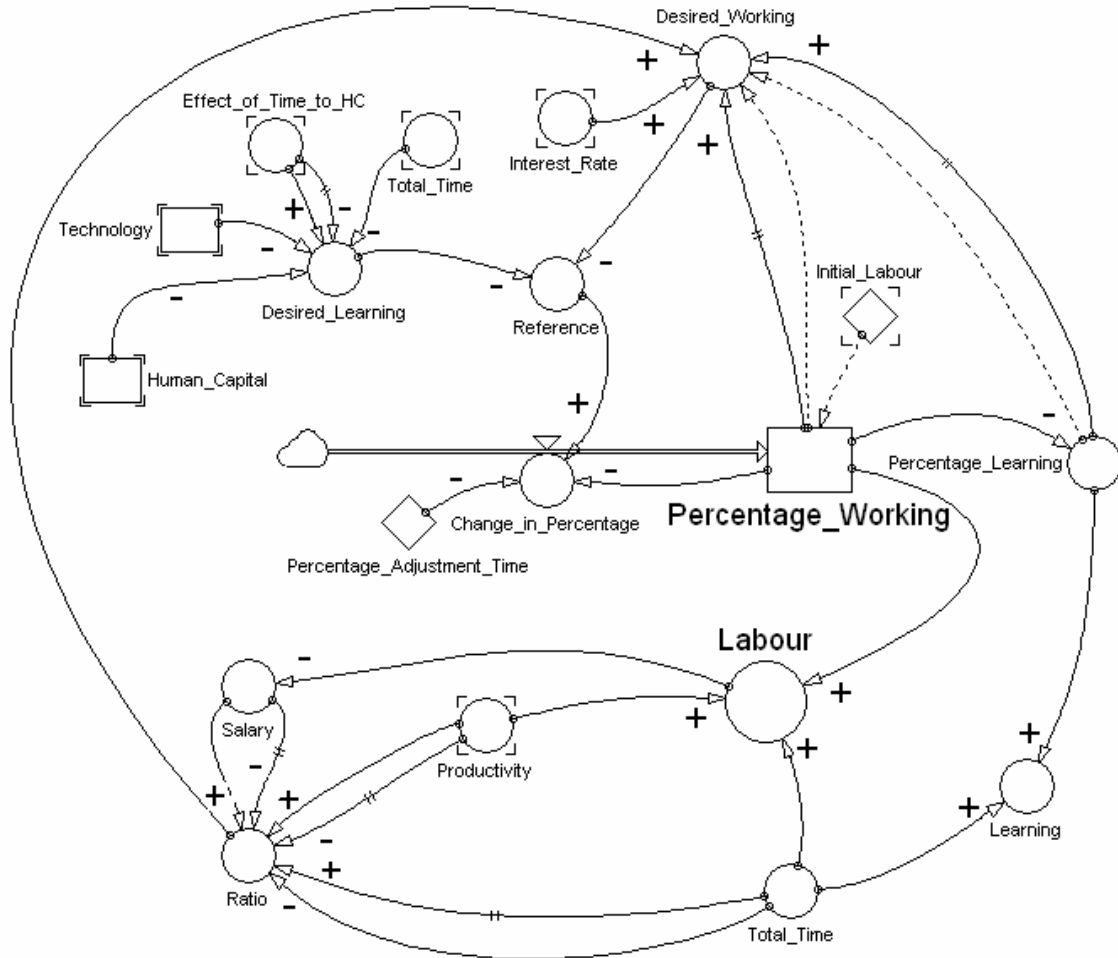 Desired_Working
+
+
Effect_of_Time_to_HC
+
+
+
Interest_Rate
Total_Time
Technology
+
-
-
-
-
-
-
Initial_Labour
Desired_Learning
Reference
Human_Capital
+
-
-
-
Percentage_Learning
Percentage_Working
Change_in_Percentage
Percentage_Adjustment_Time
Labour
-
+
+
Salary
+
-
Productivity
+
+
+
-
+
+
Learning
Ratio
-
Total_Time